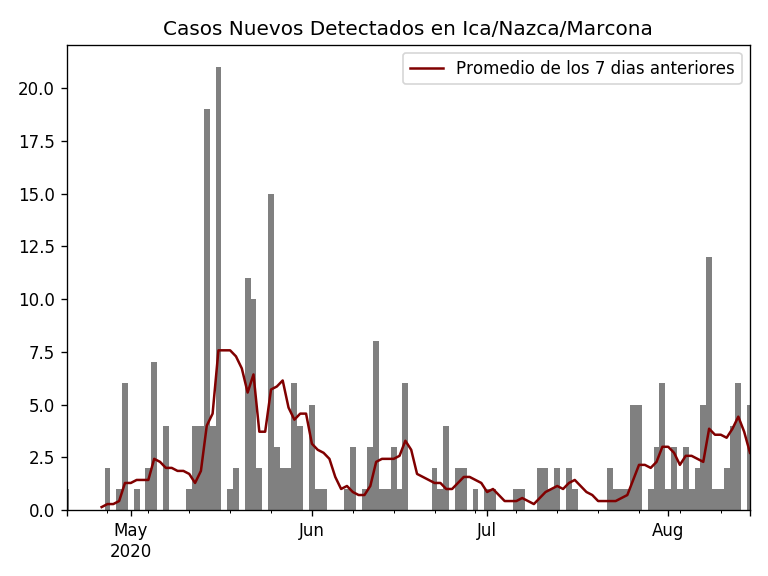 Casos Nuevos Detectados en Ica/Nazca/Marcona
Promedio de los 7 dias anteriores
20.0
17.5
15.0
12.5
10.0
7.5
5.0
2.5
0.0
May
2020
Jun
Jul
Aug